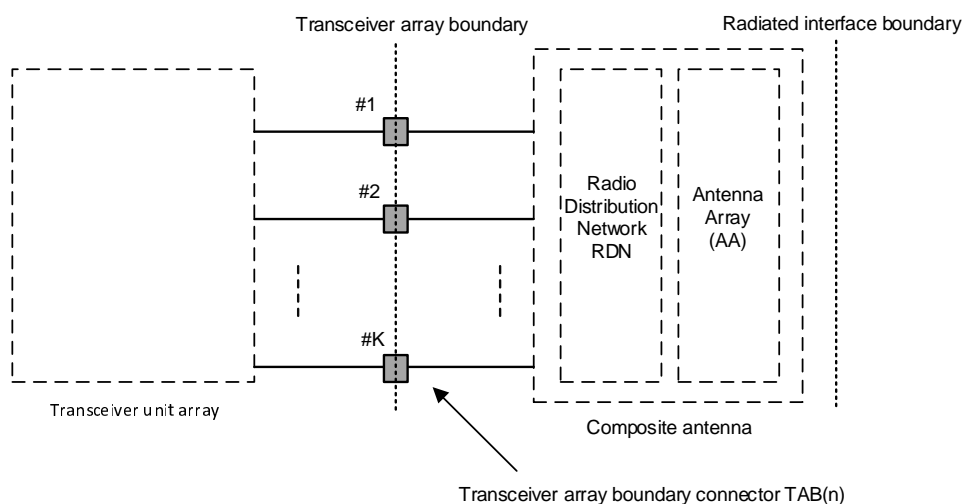 Transceiver array boundary
Radiated interface boundary
#1
#2
#K
Radio
Distribution
Network
RDN
Antenna
Array
(AA)
Transceiver unit array
Composite antenna
Transceiver array boundary connector TAB(n)